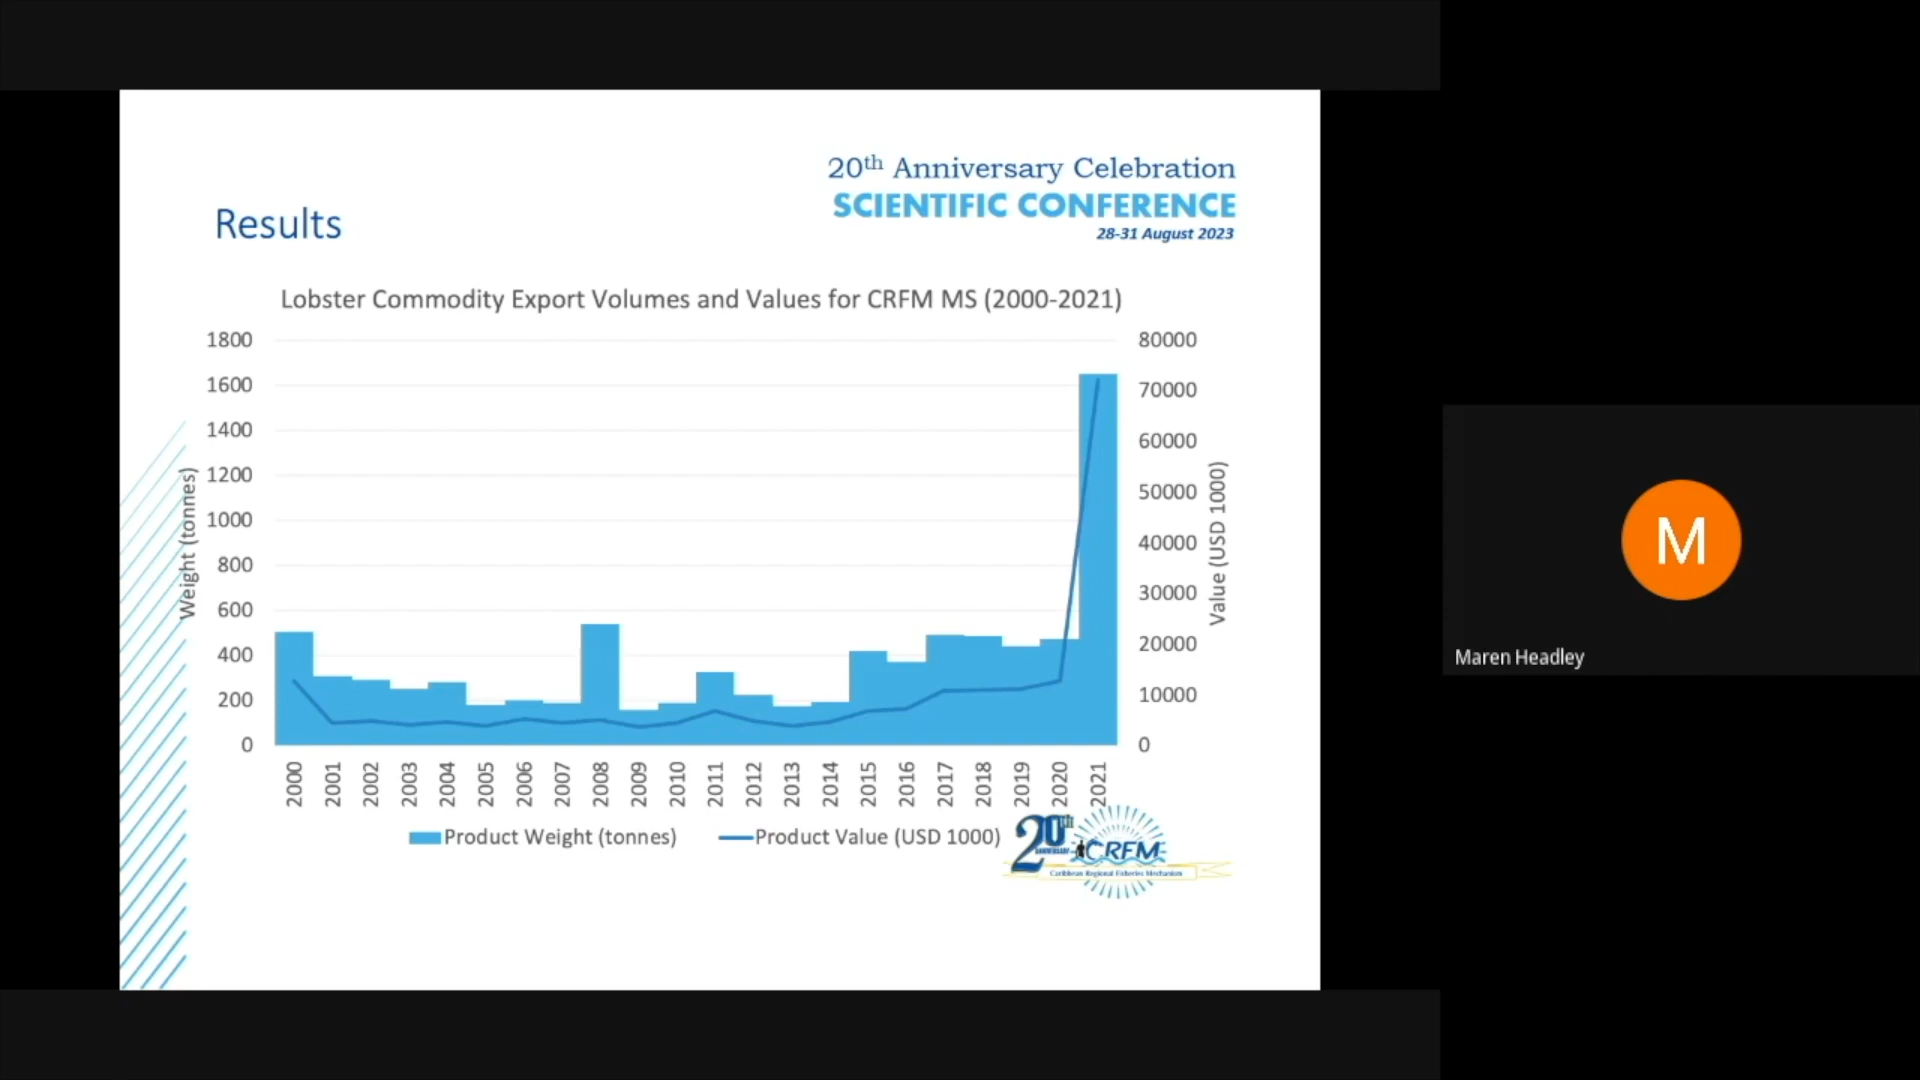 20th Anniversary Celebration
SCIENTIFIC CONFERENCE
28-31 August 2023
Results
Lobster Commodity Export Volumes and Values for CRFM MS (2000-2021)
Weight (tonnes)
1800
1600
1400
1200
1000
800
600
400
200
0
80000
70000
60000
50000
40000
30000
20000
10000
0
Value (USD 1000)
2000 2001 2002 2003 2004 2005 2006 2007 2008 2009 2010 2011 2012 2013 2014 2015 2016 2017 2018 2019 2020 2021
Product Weight (tonnes) Product Value (USD 1000)
20th
ANNIVERSARY
CRFM
Caribbean Regional Fisheries Mechanism
M
Maren Headley